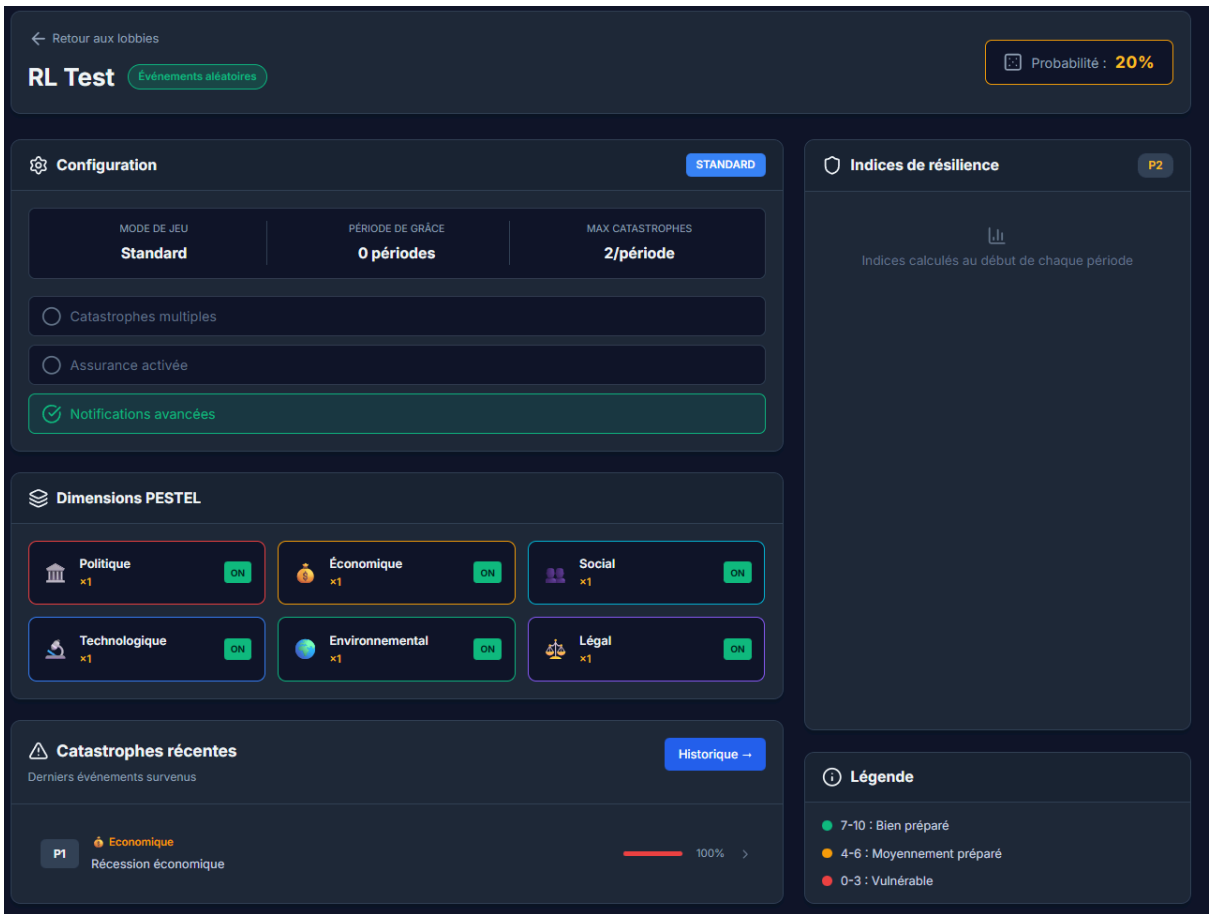 ← Retour aux lobbies
RL Test
Événements aléatoires
Probabilité : 20%
Configuration
STANDARD
MODE DE JEU
Standard
PÉRIODE DE GRÂCE
0 périodes
MAX CATASTROPHES
2/période
Catastrophes multiples
Assurance activée
Notifications avancées
Dimensions PESTEL
Politique
×1
ON
Économique
×1
ON
Social
×1
ON
Technologique
×1
ON
Environnemental
×1
ON
Légal
×1
ON
Catastrophes récentes
Derniers événements survenus
Historique →
P1
Economique
Récession économique
100%
Indices de résilience
P2
Indices calculés au début de chaque période
Légende
7-10 : Bien préparé
4-6 : Moyennement préparé
0-3 : Vulnérable